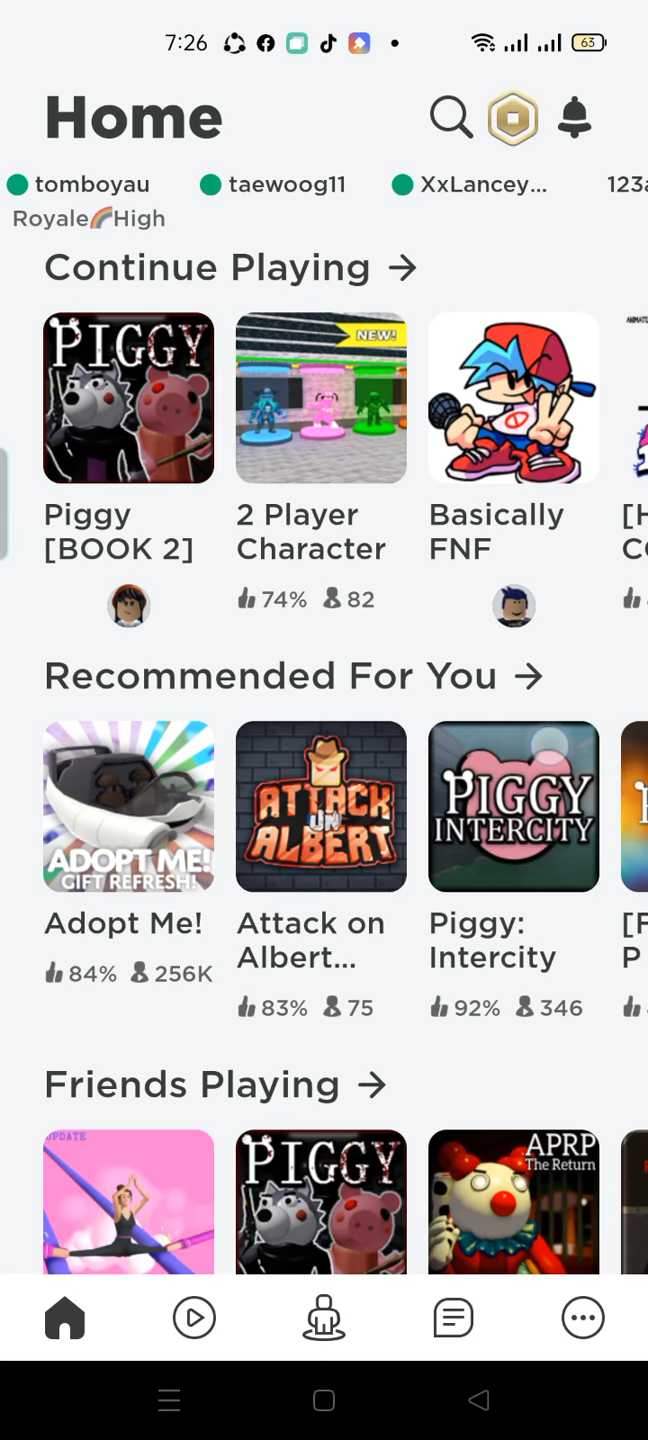 7:26
63
Home
tomboyau
taewoog11
XxLancey...
Royale🌈High
Continue Playing →
PIGGY
NEW!
Piggy
[BOOK 2]
2 Player
Character
74% 82
Basically
FNF
Recommended For You →
ADOPT ME!
GIFT REFRESH!
ATTACK
ON
ALBERT
PIGGY
INTERCITY
Adopt Me!
84% 256K
Attack on
Albert...
83% 75
Piggy:
Intercity
92% 346
Friends Playing →
UPDATE
PIGGY
APRP
The Return